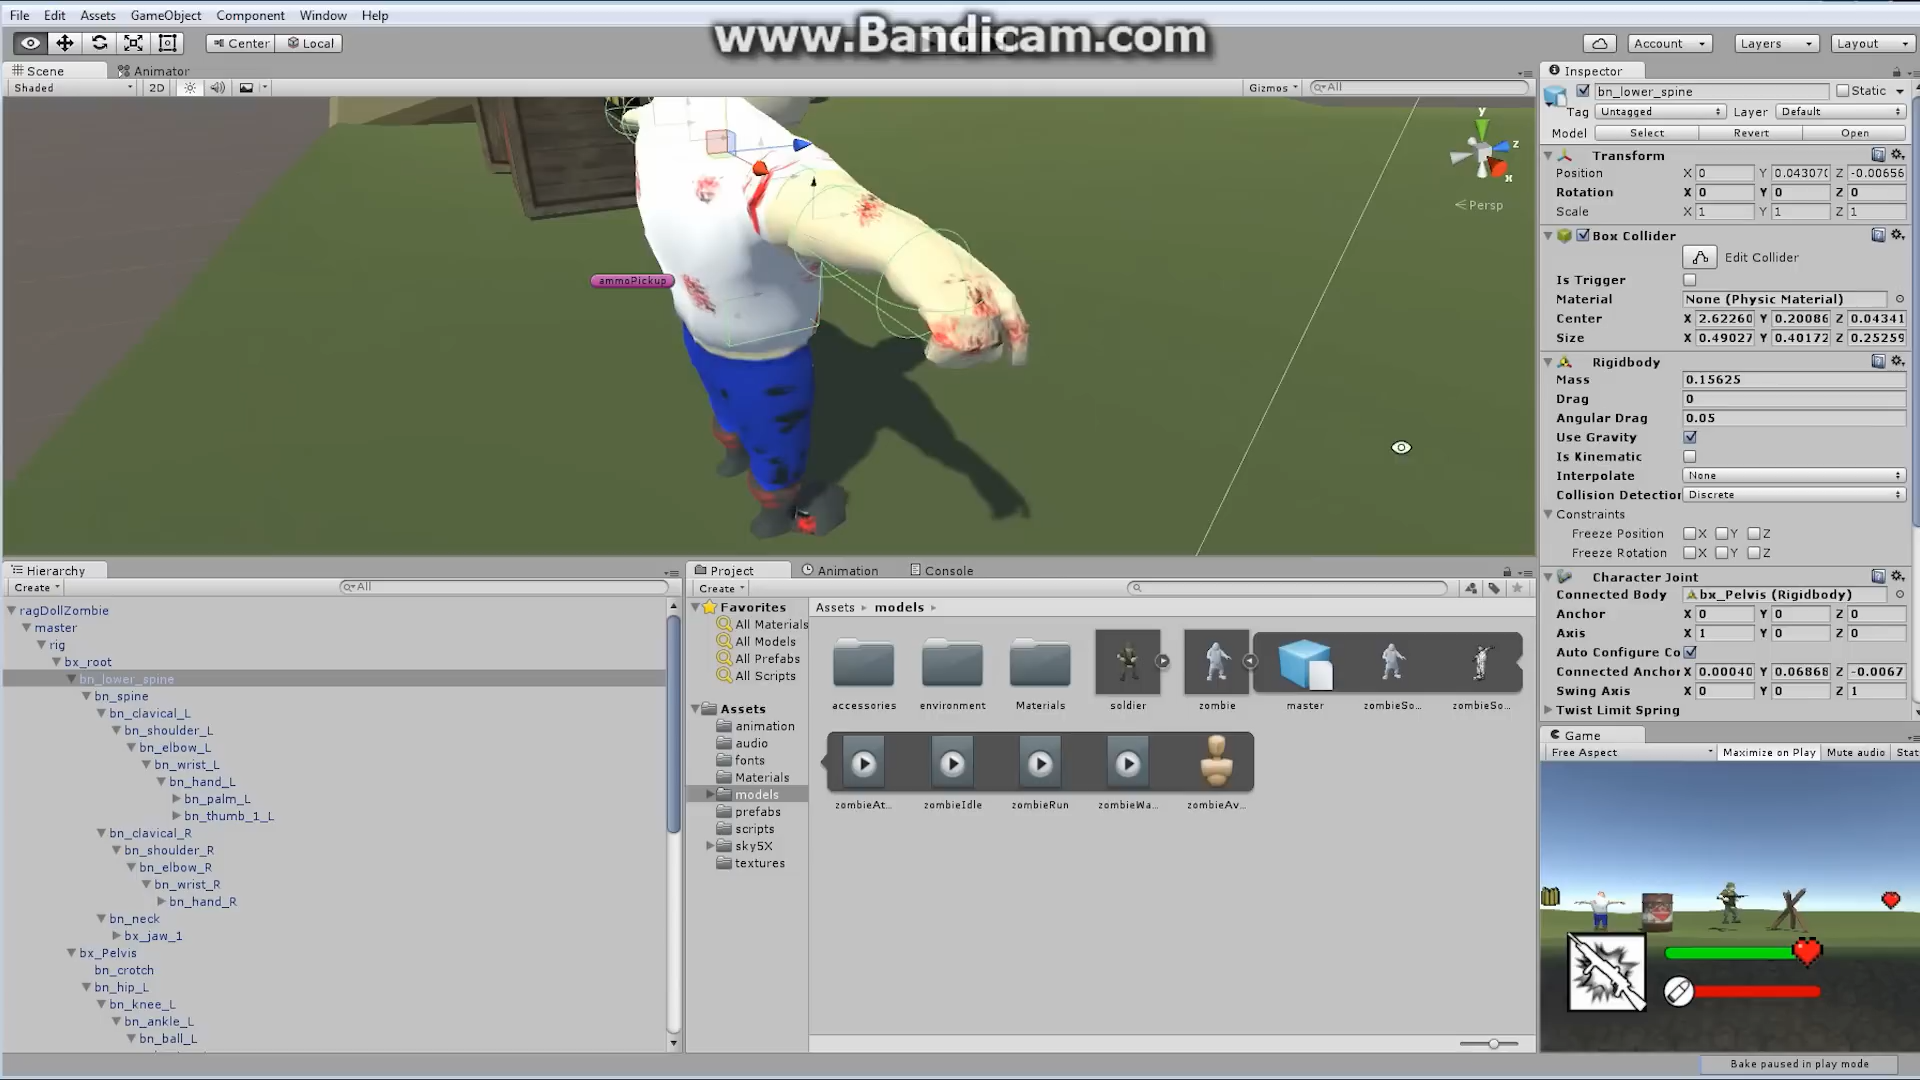 File Edit Assets GameObject Component Window Help
www.Bandicam.com
Center Local
Account Layers Layout
Scene Animator
Shaded 2D Gizmos All
ammoPickup
y
z
x
Persp
Inspector
bn_lower_spine Static
Tag Untagged Layer Default
Model Select Revert Open
Transform
Position X 0 Y 0.04307 Z -0.00656
Rotation X 0 Y 0 Z 0
Scale X 1 Y 1 Z 1
Box Collider
Edit Collider
Is Trigger
Material None (Physic Material)
Center X 2.62260 Y 0.20086 Z 0.04341
Size X 0.49027 Y 0.40172 Z 0.25259
Rigidbody
Mass 0.15625
Drag 0
Angular Drag 0.05
Use Gravity
Is Kinematic
Interpolate None
Collision Detection Discrete
Constraints
Freeze Position X Y Z
Freeze Rotation X Y Z
Character Joint
Connected Body bx_Pelvis (Rigidbody)
Anchor X 0 Y 0 Z 0
Axis X 1 Y 0 Z 0
Auto Configure Co
Connected Anchor X 0.00040 Y 0.06868 Z -0.0067
Swing Axis X 0 Y 0 Z 1
Twist Limit Spring
Hierarchy
Create All
ragDollZombie
master
rig
bx_root
bn_lower_spine
bn_spine
bn_clavical_L
bn_shoulder_L
bn_elbow_L
bn_wrist_L
bn_hand_L
bn_palm_L
bn_thumb_1_L
bn_clavical_R
bn_shoulder_R
bn_elbow_R
bn_wrist_R
bn_hand_R
bn_neck
bx_jaw_1
bx_Pelvis
bn_crotch
bn_hip_L
bn_knee_L
bn_ankle_L
bn_ball_L
Project Animation Console
Create
Favorites
All Materials
All Models
All Prefabs
All Scripts
Assets
animation
audio
fonts
Materials
models
prefabs
scripts
sky5X
textures
Assets models
accessories environment Materials soldier zombie master zombieSo... zombieSo...
zombieAt... zombieIdle zombieRun zombieWa... zombieAv...
Game
Free Aspect Maximize on Play Mute audio Stat
Bake paused in play mode